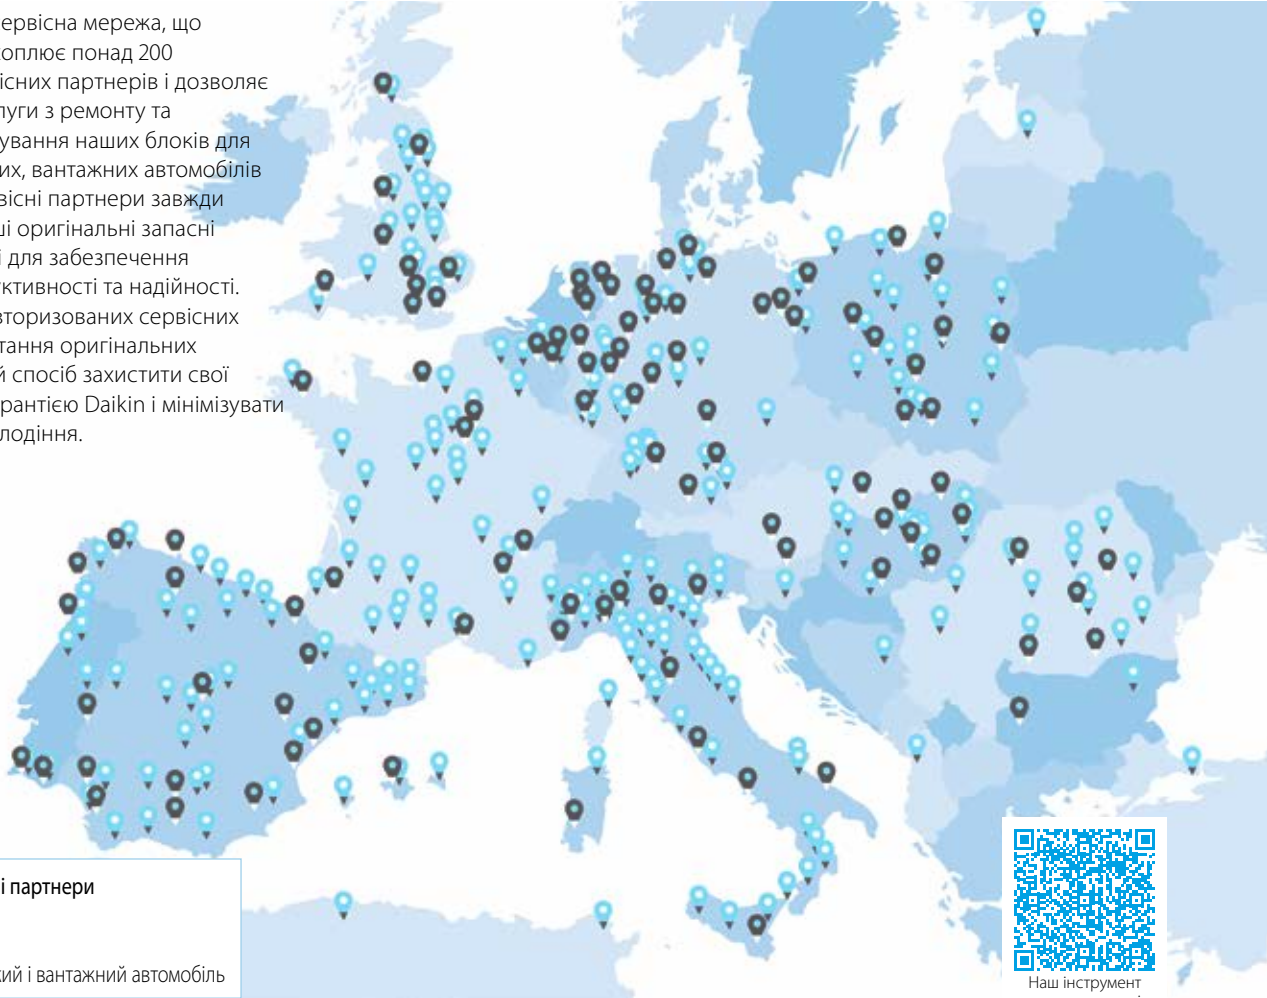 ервісна мережа, що
оплює понад 200
існих партнерів і дозволяє
луги з ремонту та
ування наших блоків для
их, вантажних автомобілів
вісні партнери завжди
ші оригінальні запасні
і для забезпечення
уктивності та надійності.
вторизованих сервісних
тання оригінальних
й спосіб захистити свої
рантією Daikin і мінімізувати
лодіння.
і партнери
кий і вантажний автомобіль
Наш інструмент